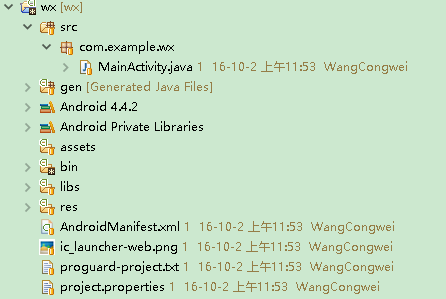 wx [wx]
src
com.example.wx
MainActivity.java 1 16-10-2 上午11:53 WangCongwei
gen [Generated Java Files]
Android 4.4.2
Android Private Libraries
assets
bin
libs
res
AndroidManifest.xml 1 16-10-2 上午11:53 WangCongwei
ic_launcher-web.png 1 16-10-2 上午11:53 WangCongwei
proguard-project.txt 1 16-10-2 上午11:53 WangCongwei
project.properties 1 16-10-2 上午11:53 WangCongwei